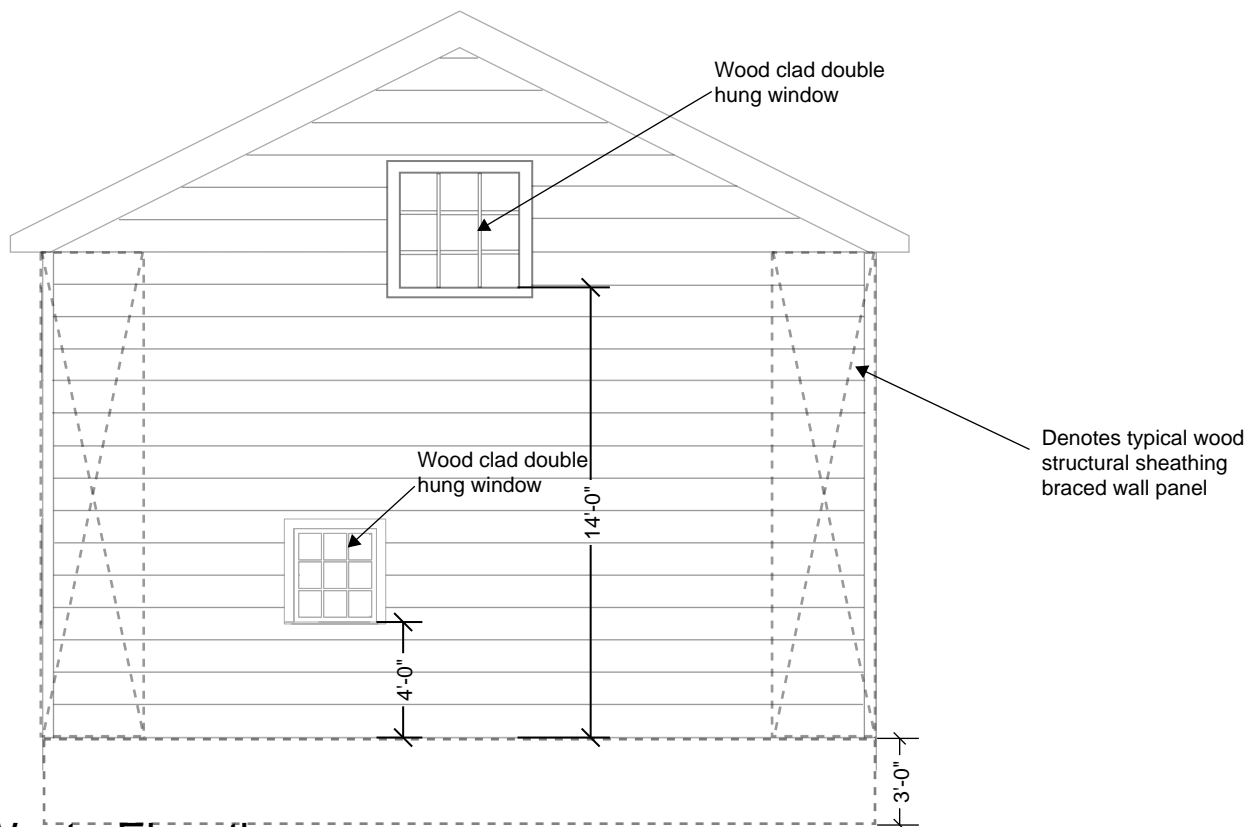 Wood clad double
hung window
Denotes typical wood
structural sheathing
braced wall panel
Wood clad double
hung window
14'-0"
4'-0"
3'-0"